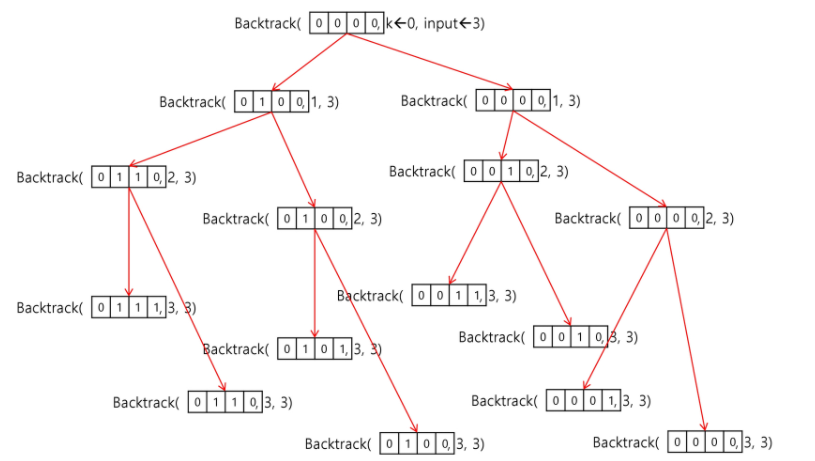 Backtrack( 0 0 0 0, k←0, input←3)
Backtrack( 0 1 0 0, 1, 3)
Backtrack( 0 0 0 0, 1, 3)
Backtrack( 0 1 1 0, 2, 3)
Backtrack( 0 0 1 0, 2, 3)
Backtrack( 0 1 0 0, 2, 3)
Backtrack( 0 0 0 0, 2, 3)
Backtrack( 0 1 1 1, 3, 3)
Backtrack( 0 0 1 1, 3, 3)
Backtrack( 0 1 0 1, 3, 3)
Backtrack( 0 0 1 0, 3, 3)
Backtrack( 0 1 1 0, 3, 3)
Backtrack( 0 0 0 1, 3, 3)
Backtrack( 0 1 0 0, 3, 3)
Backtrack( 0 0 0 0, 3, 3)